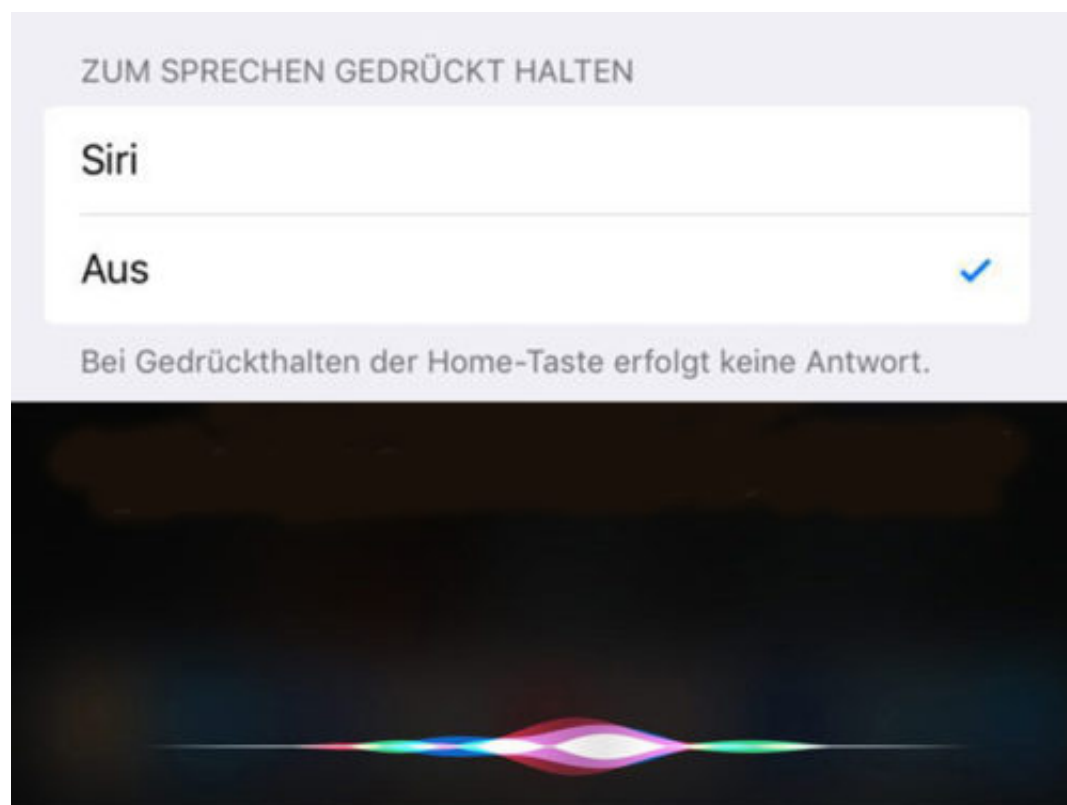 ZUM SPRECHEN GEDRÜCKT HALTEN
Siri
Aus
Bei Gedrückthalten der Home-Taste erfolgt keine Antwort.